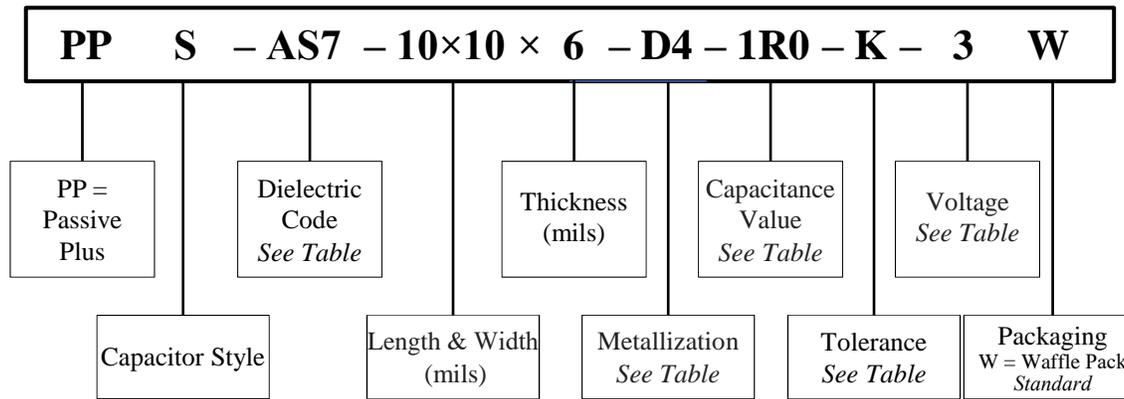 PP S – AS7 – 10×10 × 6 – D4 – 1R0 – K – 3 W
PP =
Passive
Plus
Dielectric
Code
See Table
Thickness
(mils)
Capacitance
Value
See Table
Voltage
See Table
Capacitor Style
Length & Width
(mils)
Metallization
See Table
Tolerance
See Table
Packaging
W = Waffle Pack
Standard